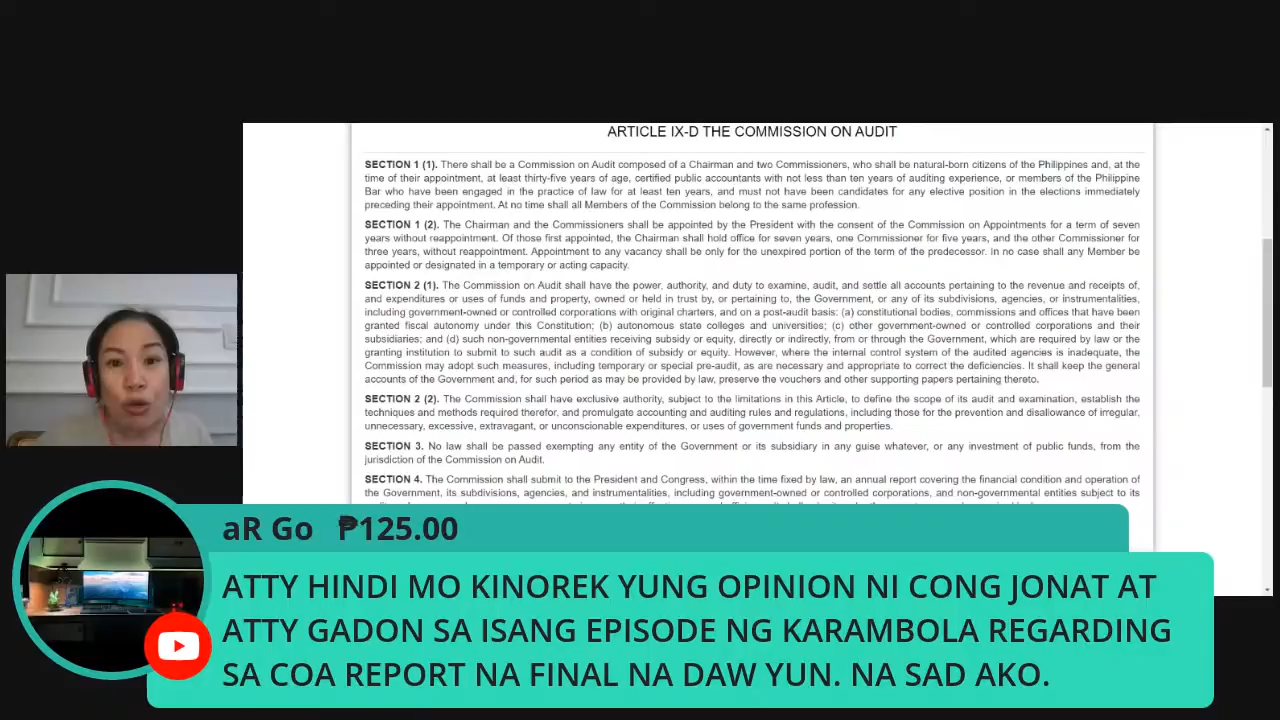 ARTICLE IX-D THE COMMISSION ON AUDIT
SECTION 1 (1). There shall be a Commission on Audit composed of a Chairman and two Commissioners, who shall be natural-born citizens of the Philippines and, at the
time of their appointment, at least thirty-five years of age, certified public accountants with not less than ten years of auditing experience, or members of the Philippine
Bar who have been engaged in the practice of law for at least ten years, and must not have been candidates for any elective position in the elections immediately
preceding their appointment. At no time shall all Members of the Commission belong to the same profession.
SECTION 1 (2). The Chairman and the Commissioners shall be appointed by the President with the consent of the Commission on Appointments for a term of seven
years without reappointment. Of those first appointed, the Chairman shall hold office for seven years, one Commissioner for five years, and the other Commissioner for
three years, without reappointment. Appointment to any vacancy shall be only for the unexpired portion of the term of the predecessor. In no case shall any Member be
appointed or designated in a temporary or acting capacity.
SECTION 2 (1). The Commission on Audit shall have the power, authority, and duty to examine, audit, and settle all accounts pertaining to the revenue and receipts of,
and expenditures or uses of funds and property, owned or held in trust by, or pertaining to, the Government, or any of its subdivisions, agencies, or instrumentalities,
including government-owned or controlled corporations with original charters, and on a post-audit basis: (a) constitutional bodies, commissions and offices that have been
granted fiscal autonomy under this Constitution; (b) autonomous state colleges and universities; (c) other government-owned or controlled corporations and their
subsidiaries; and (d) such non-governmental entities receiving subsidy or equity, directly or indirectly, from or through the Government, which are required by law or the
granting institution to submit to such audit as a condition of subsidy or equity. However, where the internal control system of the audited agencies is inadequate, the
Commission may adopt such measures, including temporary or special pre-audit, as are necessary and appropriate to correct the deficiencies. It shall keep the general
accounts of the Government and, for such period as may be provided by law, preserve the vouchers and other supporting papers pertaining thereto.
SECTION 2 (2). The Commission shall have exclusive authority, subject to the limitations in this Article, to define the scope of its audit and examination, establish the
techniques and methods required therefor, and promulgate accounting and auditing rules and regulations, including those for the prevention and disallowance of irregular,
unnecessary, excessive, extravagant, or unconscionable expenditures, or uses of government funds and properties.
SECTION 3. No law shall be passed exempting any entity of the Government or its subsidiary in any guise whatever, or any investment of public funds, from the
jurisdiction of the Commission on Audit.
SECTION 4. The Commission shall submit to the President and Congress, within the time fixed by law, an annual report covering the financial condition and operation of
the Government, its subdivisions, agencies, and instrumentalities, including government-owned or controlled corporations, and non-governmental entities subject to its
aR Go ₱125.00
ATTY HINDI MO KINOREK YUNG OPINION NI CONG JONAT AT
ATTY GADON SA ISANG EPISODE NG KARAMBOLA REGARDING
SA COA REPORT NA FINAL NA DAW YUN. NA SAD AKO.